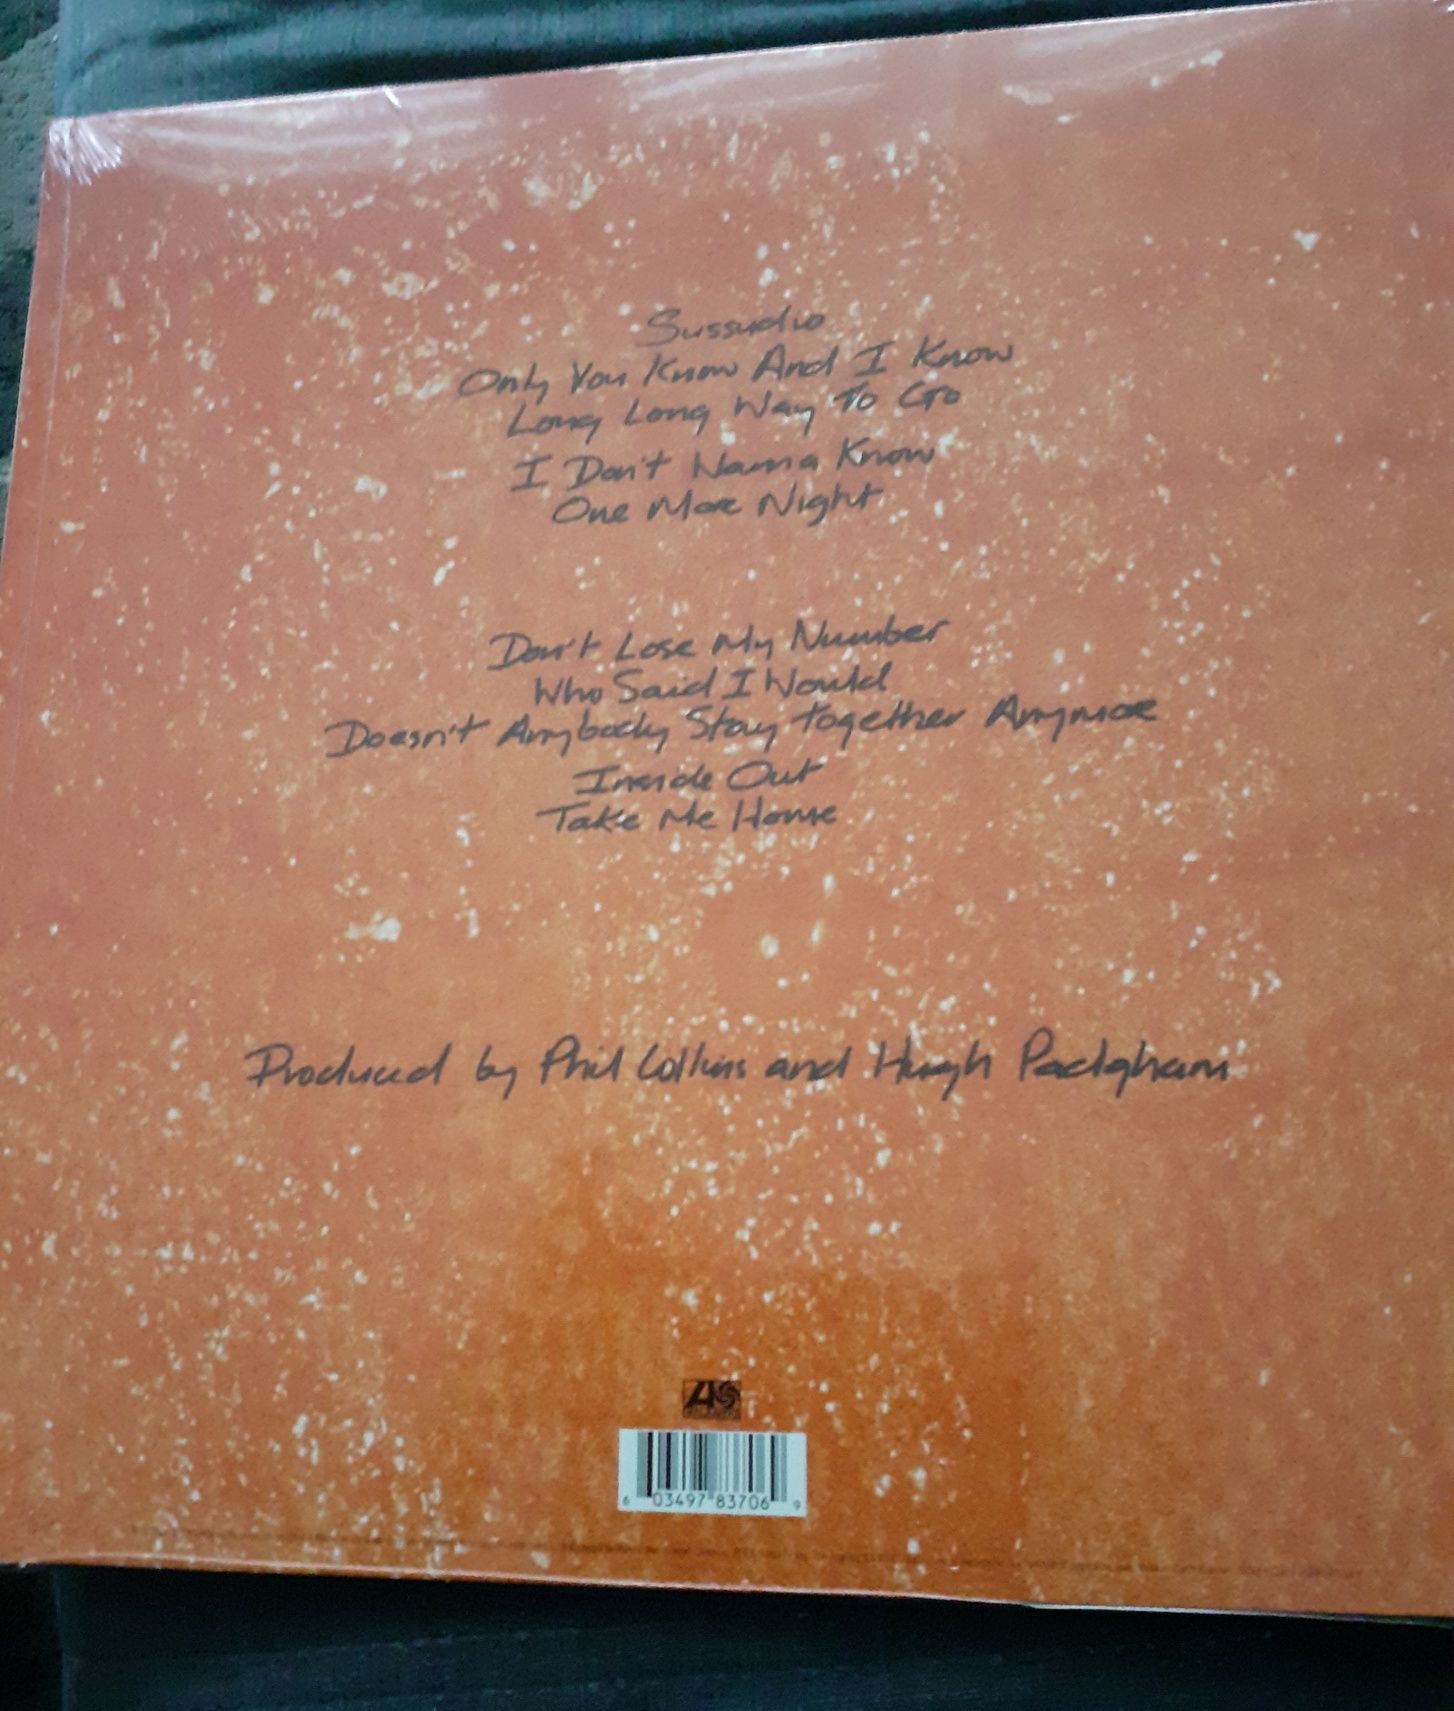 Sussudio
Only You Know And I Know
Long Long Way To Go
I Don't Wanna Know
One More Night
Don't Lose My Number
Who Said I Would
Doesn't Anybody Stay Together Anymore
Inside Out
Take Me Home
Produced by Phil Collins and Hugh Padgham
6 03497 83706 9